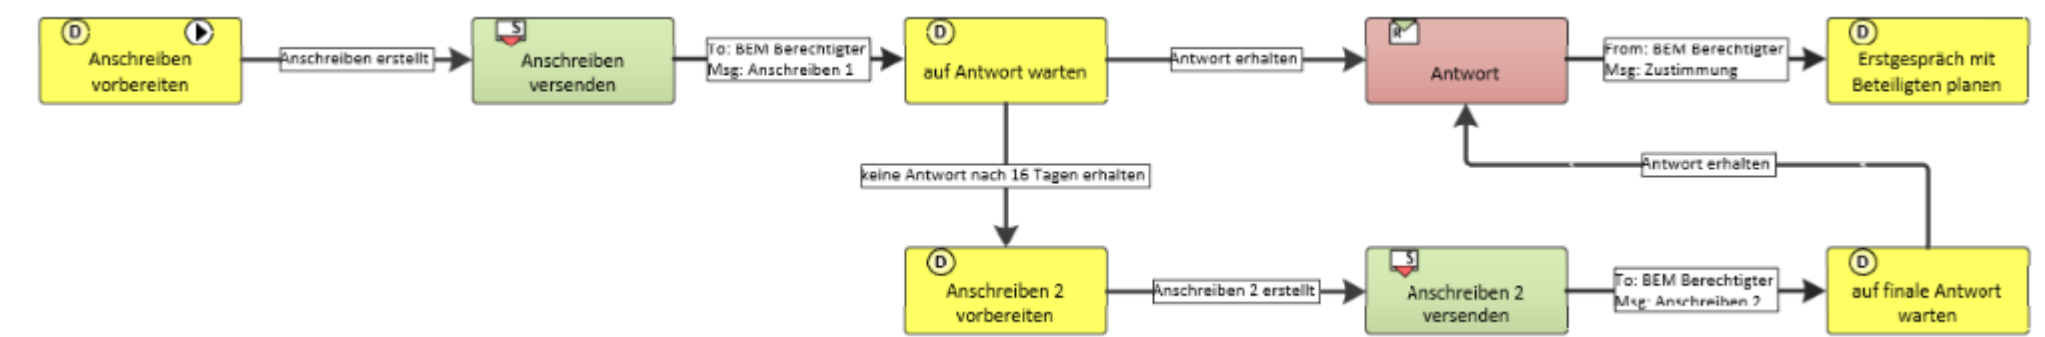 D
Anschreiben
vorbereiten
Anschreiben erstellt
S
Anschreiben
versenden
To: BEM Berechtigter
Msg: Anschreiben 1
D
auf Antwort warten
Antwort erhalten
R
Antwort
From: BEM Berechtigter
Msg: Zustimmung
D
Erstgespräch mit
Beteiligten planen
keine Antwort nach 16 Tagen erhalten
Antwort erhalten
D
Anschreiben 2
vorbereiten
Anschreiben 2 erstellt
S
Anschreiben 2
versenden
To: BEM Berechtigter
Msg: Anschreiben 2
D
auf finale Antwort
warten